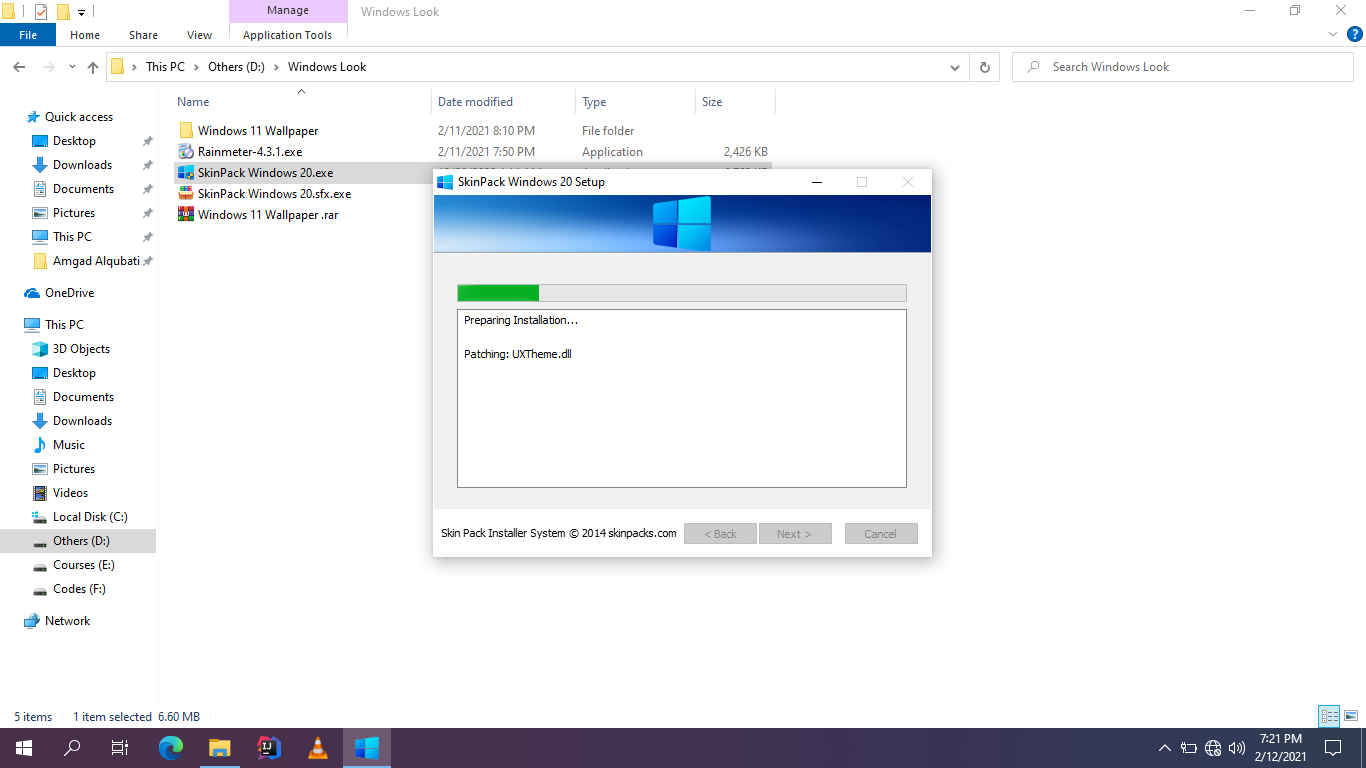 Manage
Windows Look
File
Home
Share
View
Application Tools
This PC
Others (D:)
Windows Look
Search Windows Look
Name
Date modified
Type
Size
Quick access
Desktop
Downloads
Documents
Pictures
This PC
Amgad Alqubati
OneDrive
This PC
3D Objects
Desktop
Documents
Downloads
Music
Pictures
Videos
Local Disk (C:)
Others (D:)
Courses (E:)
Codes (F:)
Network
Windows 11 Wallpaper 2/11/2021 8:10 PM File folder
Rainmeter-4.3.1.exe 2/11/2021 7:50 PM Application 2,426 KB
SkinPack Windows 20.exe
SkinPack Windows 20.sfx.exe
Windows 11 Wallpaper .rar
SkinPack Windows 20 Setup
Preparing Installation...
Patching: UXTheme.dll
Skin Pack Installer System © 2014 skinpacks.com
< Back
Next >
Cancel
5 items
1 item selected 6.60 MB
7:21 PM
2/12/2021